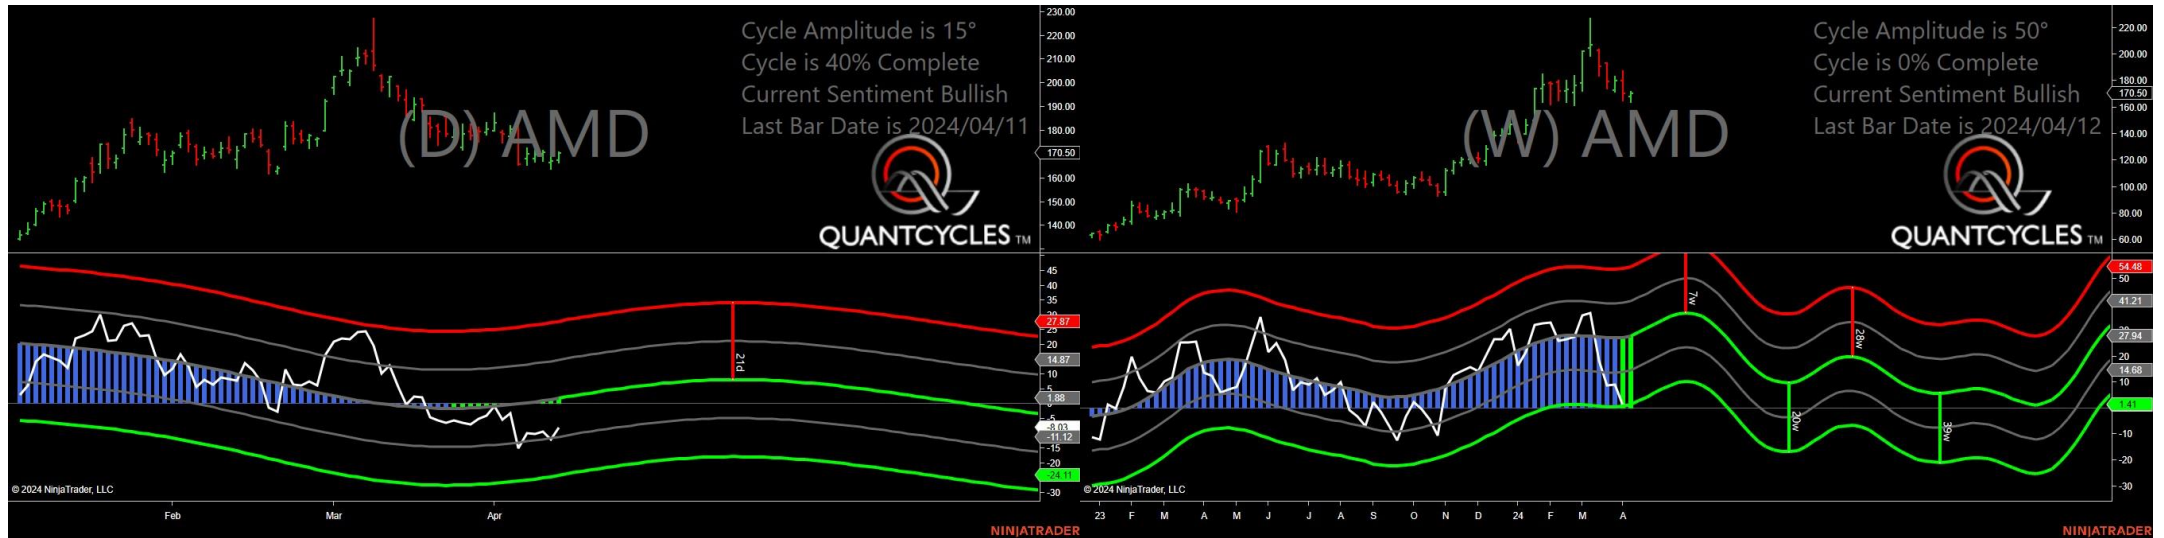 Cycle Amplitude is 15°
Cycle is 40% Complete
Current Sentiment Bullish
Last Bar Date is 2024/04/11
(D) AMD
QUANTCYCLES TM
230.00
210.00
200.00
190.00
180.00
170.50
160.00
150.00
140.00
45
40
35
27.87
25
20
14.87
10
5
1.88
-5
-8.03
-11.12
-15
-20
-24.11
-30
21d
© 2024 NinjaTrader, LLC
Feb Mar Apr
NINJATRADER
Cycle Amplitude is 50°
Cycle is 0% Complete
Current Sentiment Bullish
Last Bar Date is 2024/04/12
(W) AMD
QUANTCYCLES TM
220.00
200.00
180.00
170.50
160.00
140.00
120.00
100.00
80.00
60.00
54.48
50
41.21
27.94
20
14.68
10
1.41
-10
-20
-30
7w
20w
28w
39w
© 2024 NinjaTrader, LLC
23 F M A M J J A S O N D 24 F M A
NINJATRADER